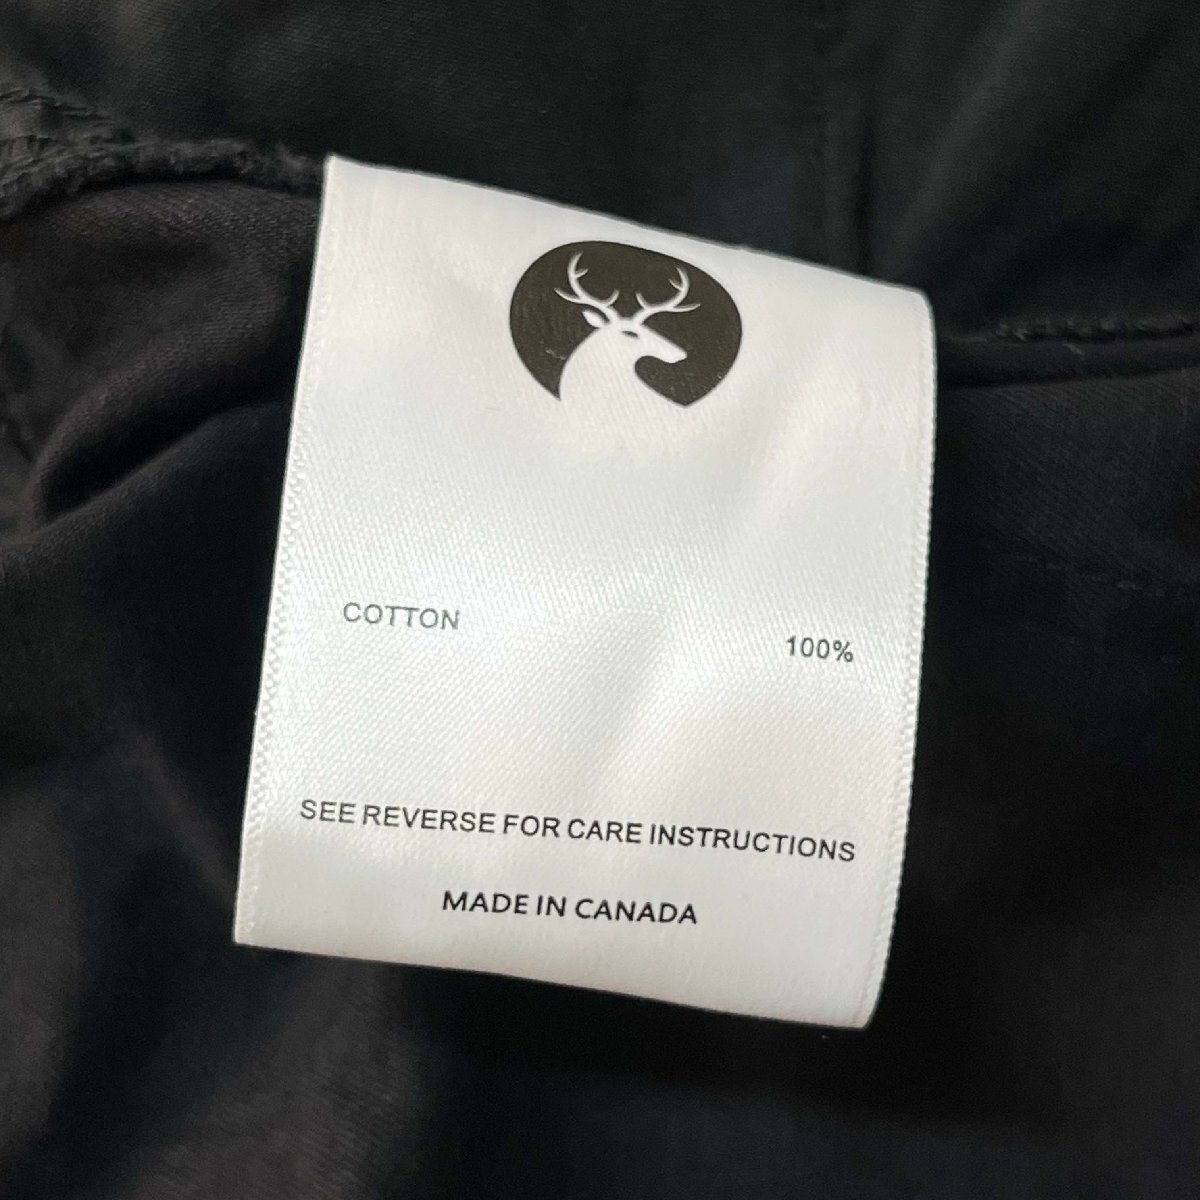 COTTON 100%
SEE REVERSE FOR CARE INSTRUCTIONS
MADE IN CANADA